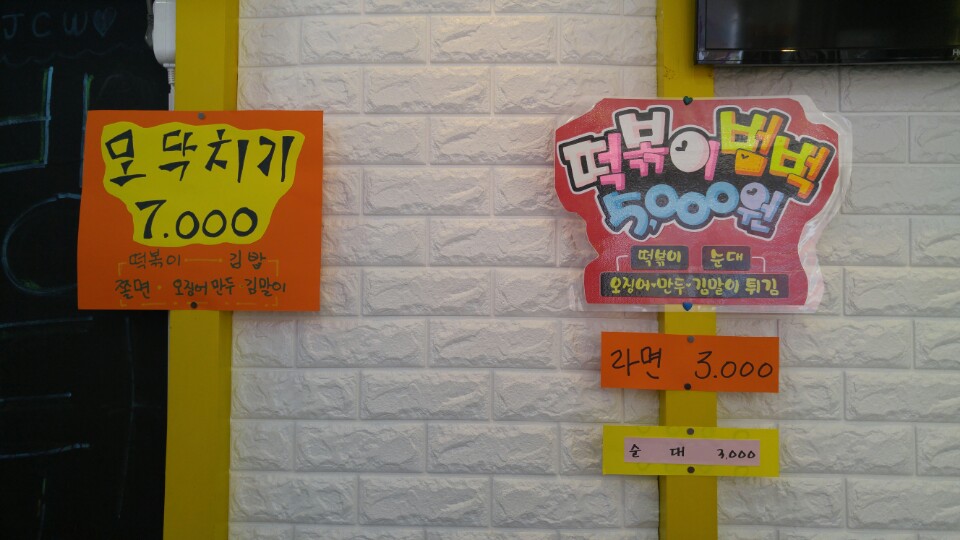 JCW
모닥치기
7.000
떡볶이 김밥
쫄면 · 오징어 만두 김말이
떡볶이범벅
5,000원
떡볶이 순대
오징어·만두·김말이 튀김
라면 3.000
순대 3.000